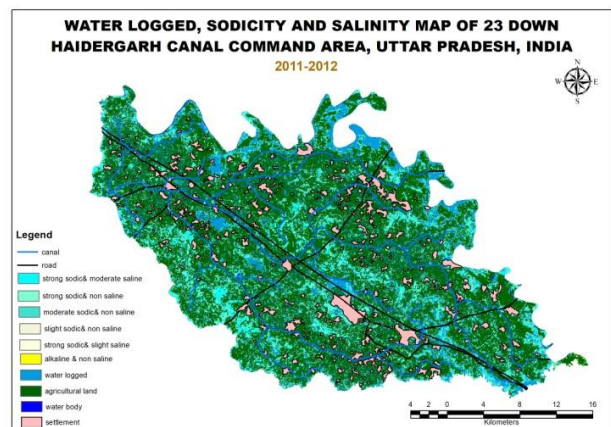 WATER LOGGED, SODICITY AND SALINITY MAP OF 23 DOWN
HAIDERGARH CANAL COMMAND AREA, UTTAR PRADESH, INDIA
2011-2012
N
W E
S
Legend
canal
road
strong sodic& moderate saline
strong sodic& non saline
moderate sodic& non saline
slight sodic& non saline
strong sodic& slight saline
alkaline & non saline
water logged
agricultural land
water body
settlement
4 2 0 4 8 12 16
Kilometers